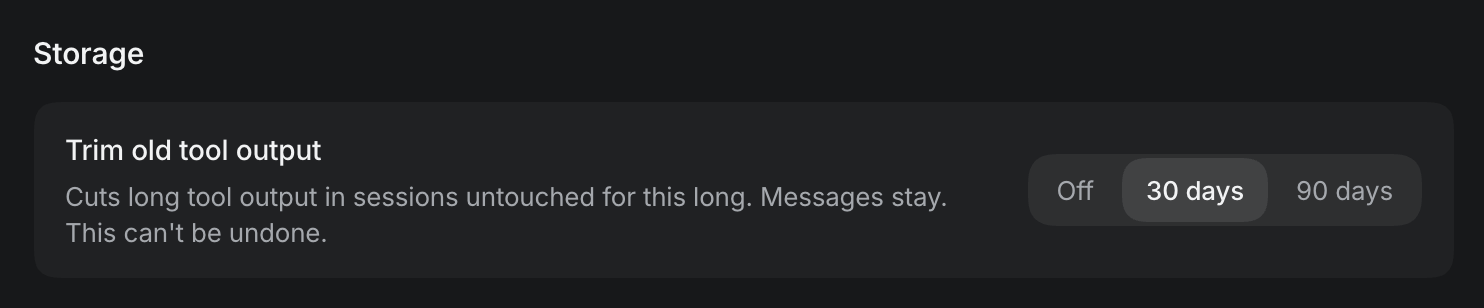 Storage
Trim old tool output
Cuts long tool output in sessions untouched for this long. Messages stay.
This can't be undone.
Off
30 days
90 days